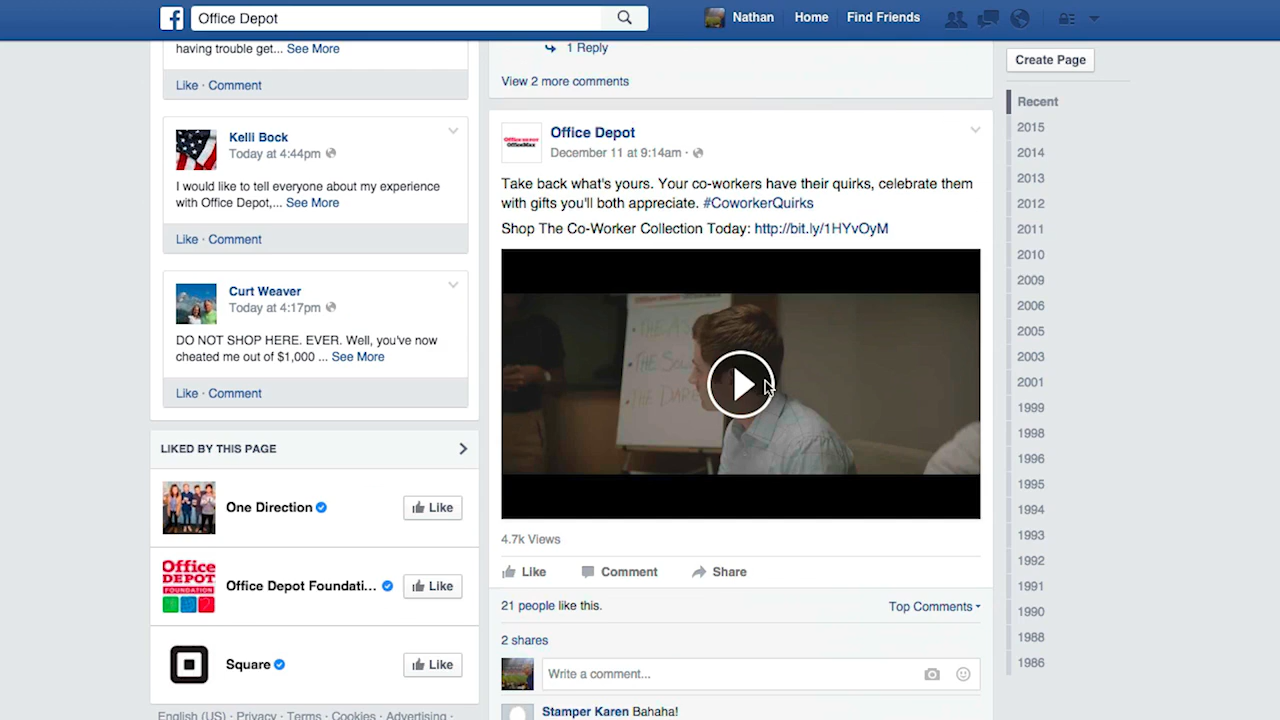 Office Depot
Nathan
Home
Find Friends
having trouble get... See More
Like · Comment
Kelli Bock
Today at 4:44pm
I would like to tell everyone about my experience
with Office Depot,... See More
Like · Comment
Curt Weaver
Today at 4:17pm
DO NOT SHOP HERE. EVER. Well, you've now
cheated me out of $1,000 ... See More
Like · Comment
LIKED BY THIS PAGE
One Direction
Like
Office DEPOT FOUNDATION
Office Depot Foundati...
Like
Square
Like
English (US) · Privacy · Terms · Cookies · Advertising ·
1 Reply
View 2 more comments
Office DEPOT
OfficeMax
Office Depot
December 11 at 9:14am ·
Take back what's yours. Your co-workers have their quirks, celebrate them
with gifts you'll both appreciate. #CoworkerQuirks
Shop The Co-Worker Collection Today: http://bit.ly/1HYvOyM
4.7k Views
Like
Comment
Share
21 people like this.
Top Comments
2 shares
Write a comment...
Stamper Karen Bahaha!
Create Page
Recent
2015
2014
2013
2012
2011
2010
2009
2006
2005
2003
2001
1999
1998
1996
1995
1994
1993
1992
1991
1990
1988
1986